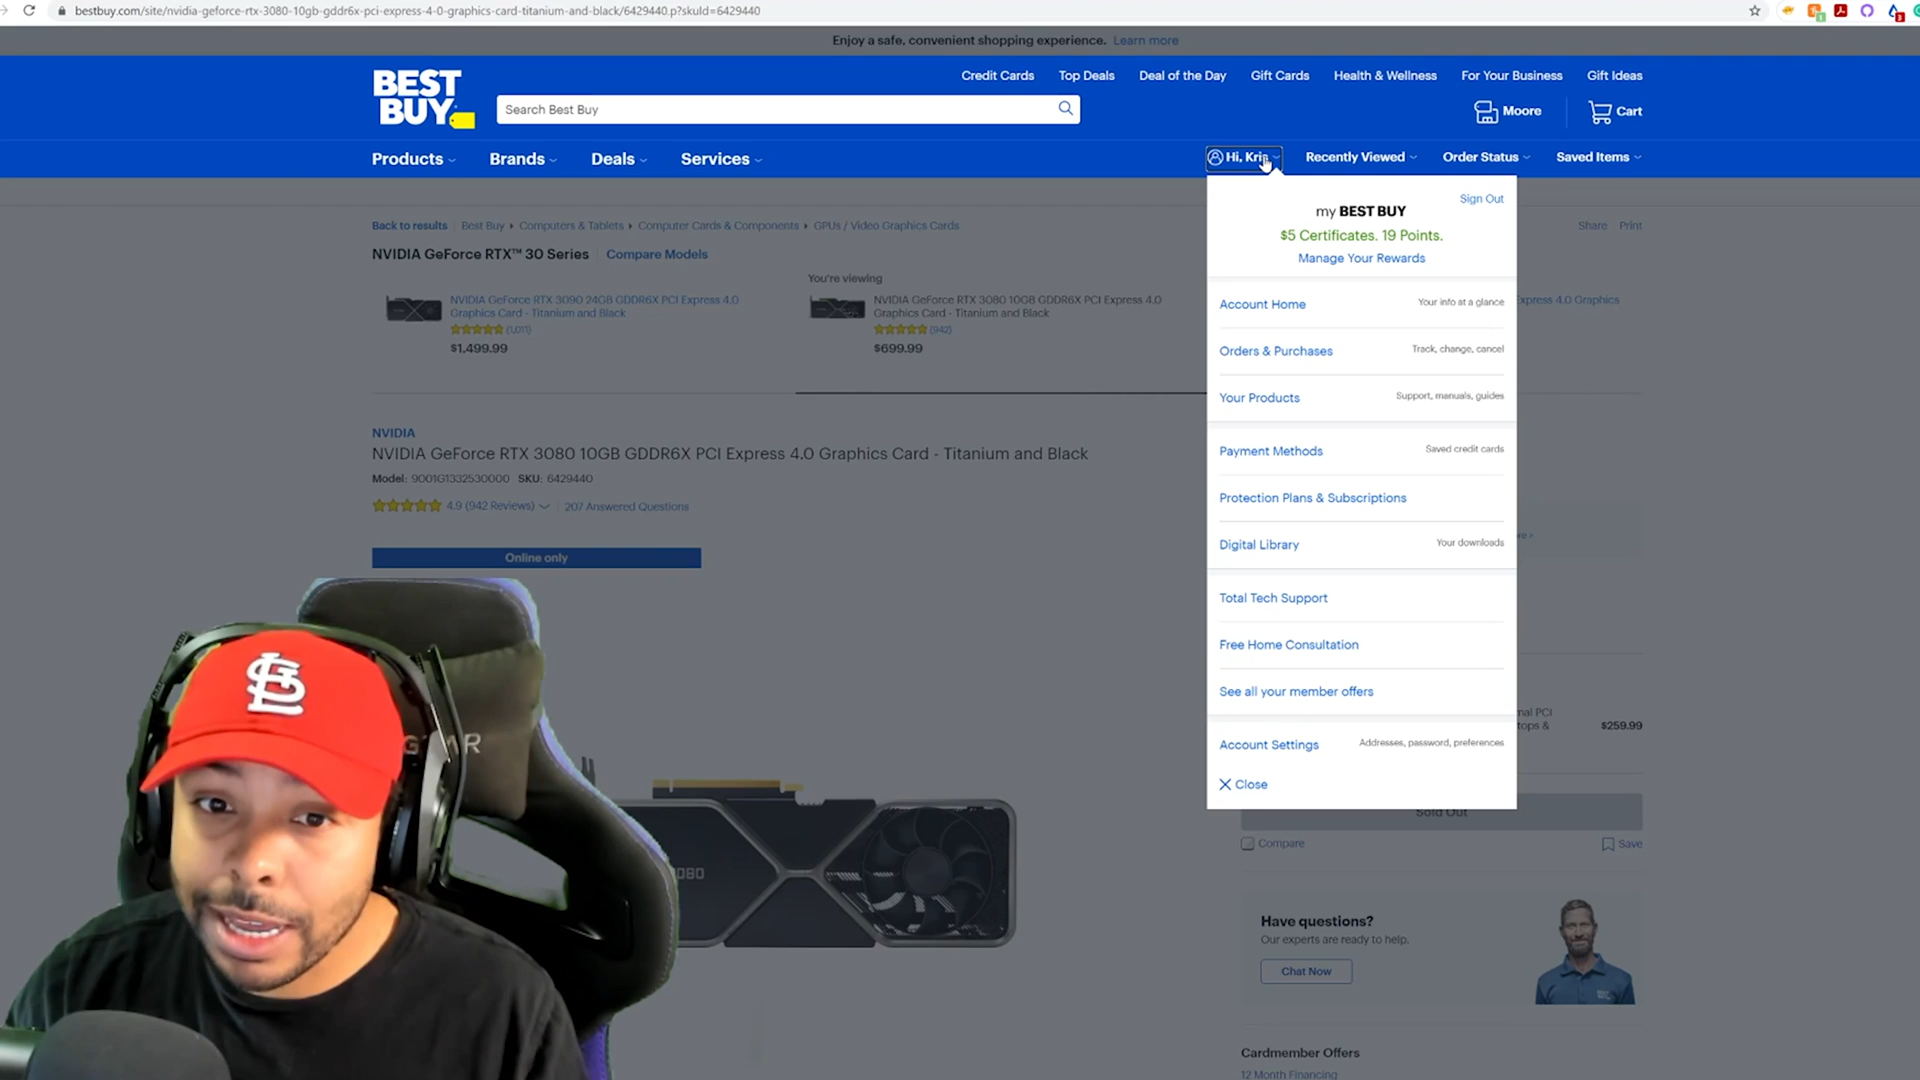 bestbuy.com/site/nvidia-geforce-rtx-3080-10gb-gddr6x-pci-express-4-0-graphics-card-titanium-and-black/6429440.p?skuId=6429440
Enjoy a safe, convenient shopping experience. Learn more
BEST BUY
Search Best Buy
Credit Cards Top Deals Deal of the Day Gift Cards Health & Wellness For Your Business Gift Ideas
Moore Cart
Products Brands Deals Services
Hi, Kris Recently Viewed Order Status Saved Items
Sign Out
my BEST BUY
$5 Certificates. 19 Points.
Manage Your Rewards
Account Home Your info at a glance
Orders & Purchases Track, change, cancel
Your Products Support, manuals, guides
Payment Methods Saved credit cards
Protection Plans & Subscriptions
Digital Library Your downloads
Total Tech Support
Free Home Consultation
See all your member offers
Account Settings Addresses, password, preferences
Close
Back to results Best Buy Computers & Tablets Computer Cards & Components GPUs / Video Graphics Cards
Share Print
NVIDIA GeForce RTX™ 30 Series Compare Models
You're viewing
NVIDIA GeForce RTX 3090 24GB GDDR6X PCI Express 4.0
Graphics Card - Titanium and Black
(1,011)
$1,499.99
NVIDIA GeForce RTX 3080 10GB GDDR6X PCI Express 4.0
Graphics Card - Titanium and Black
(942)
$699.99
Express 4.0 Graphics
NVIDIA
NVIDIA GeForce RTX 3080 10GB GDDR6X PCI Express 4.0 Graphics Card - Titanium and Black
Model: 9001G1332530000 SKU: 6429440
4.9 (942 Reviews) 207 Answered Questions
Online only
$259.99
Sold Out
Compare Save
Have questions?
Our experts are ready to help.
Chat Now
Cardmember Offers
12 Month Financing